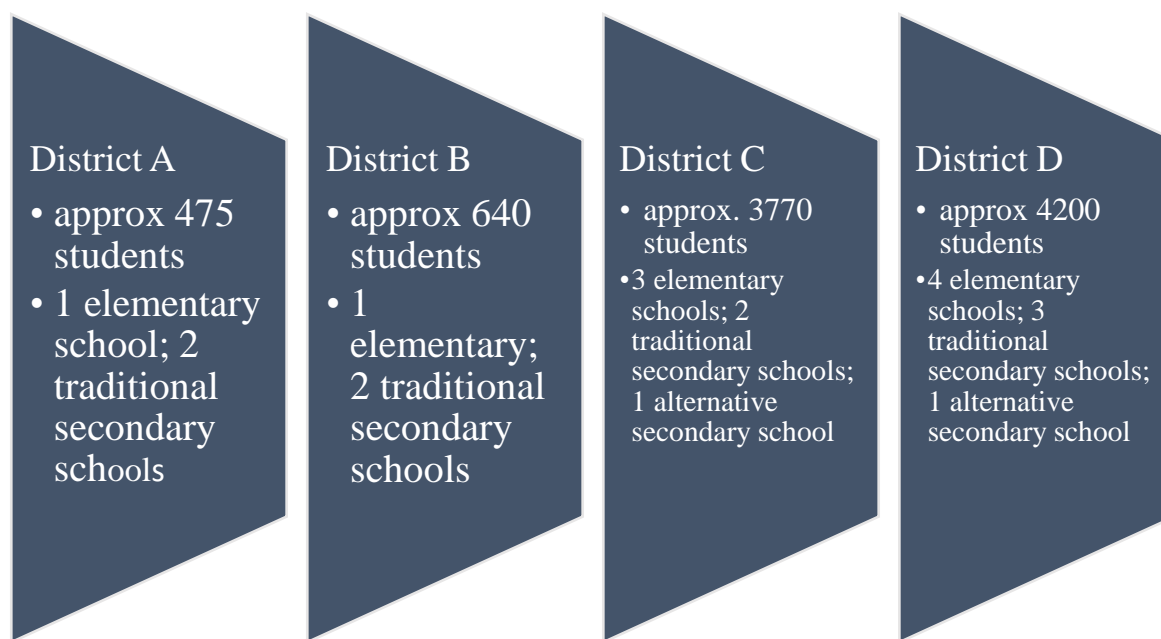 District A
• approx 475
students
• 1 elementary
school; 2
traditional
secondary
schools
District B
• approx 640
students
• 1
elementary;
2 traditional
secondary
schools
District C
• approx. 3770
students
•3 elementary
schools; 2
traditional
secondary schools;
1 alternative
secondary school
District D
• approx 4200
students
•4 elementary
schools; 3
traditional
secondary schools;
1 alternative
secondary school